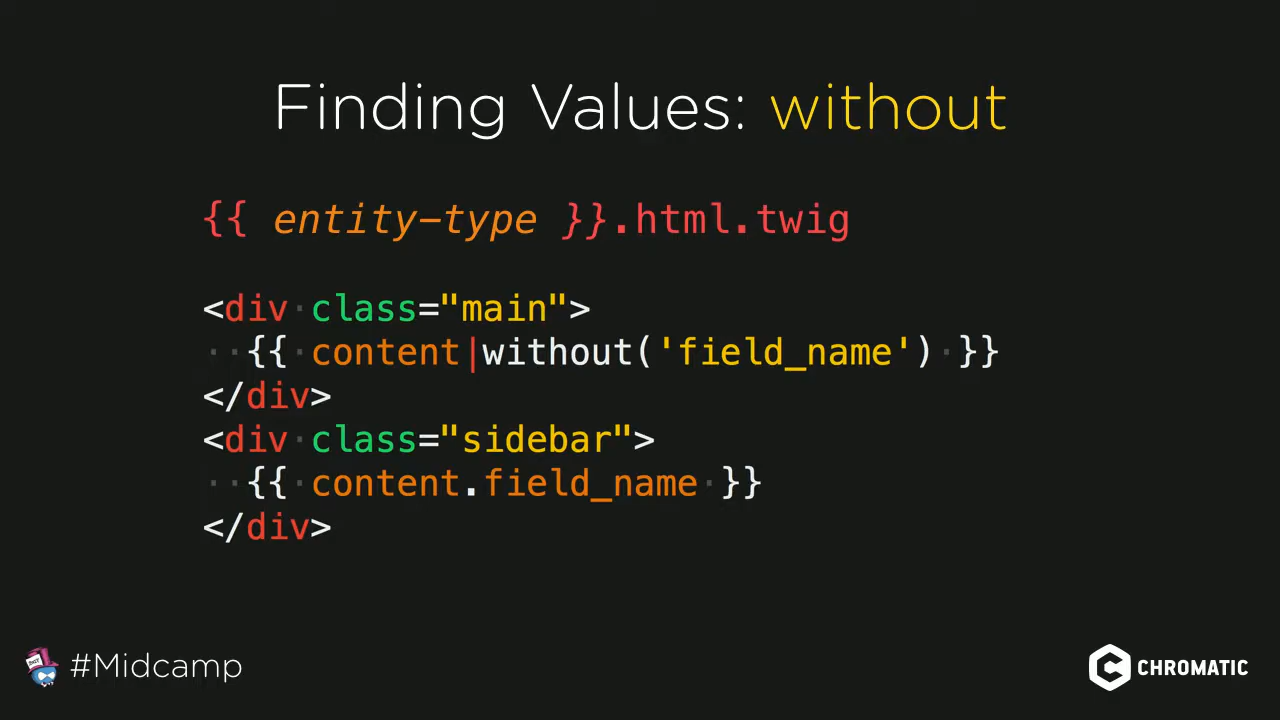 Finding Values: without
{{ entity-type }}.html.twig
<div class="main">
  {{ content|without('field_name') }}
</div>
<div class="sidebar">
  {{ content.field_name }}
</div>
#Midcamp
CHROMATIC